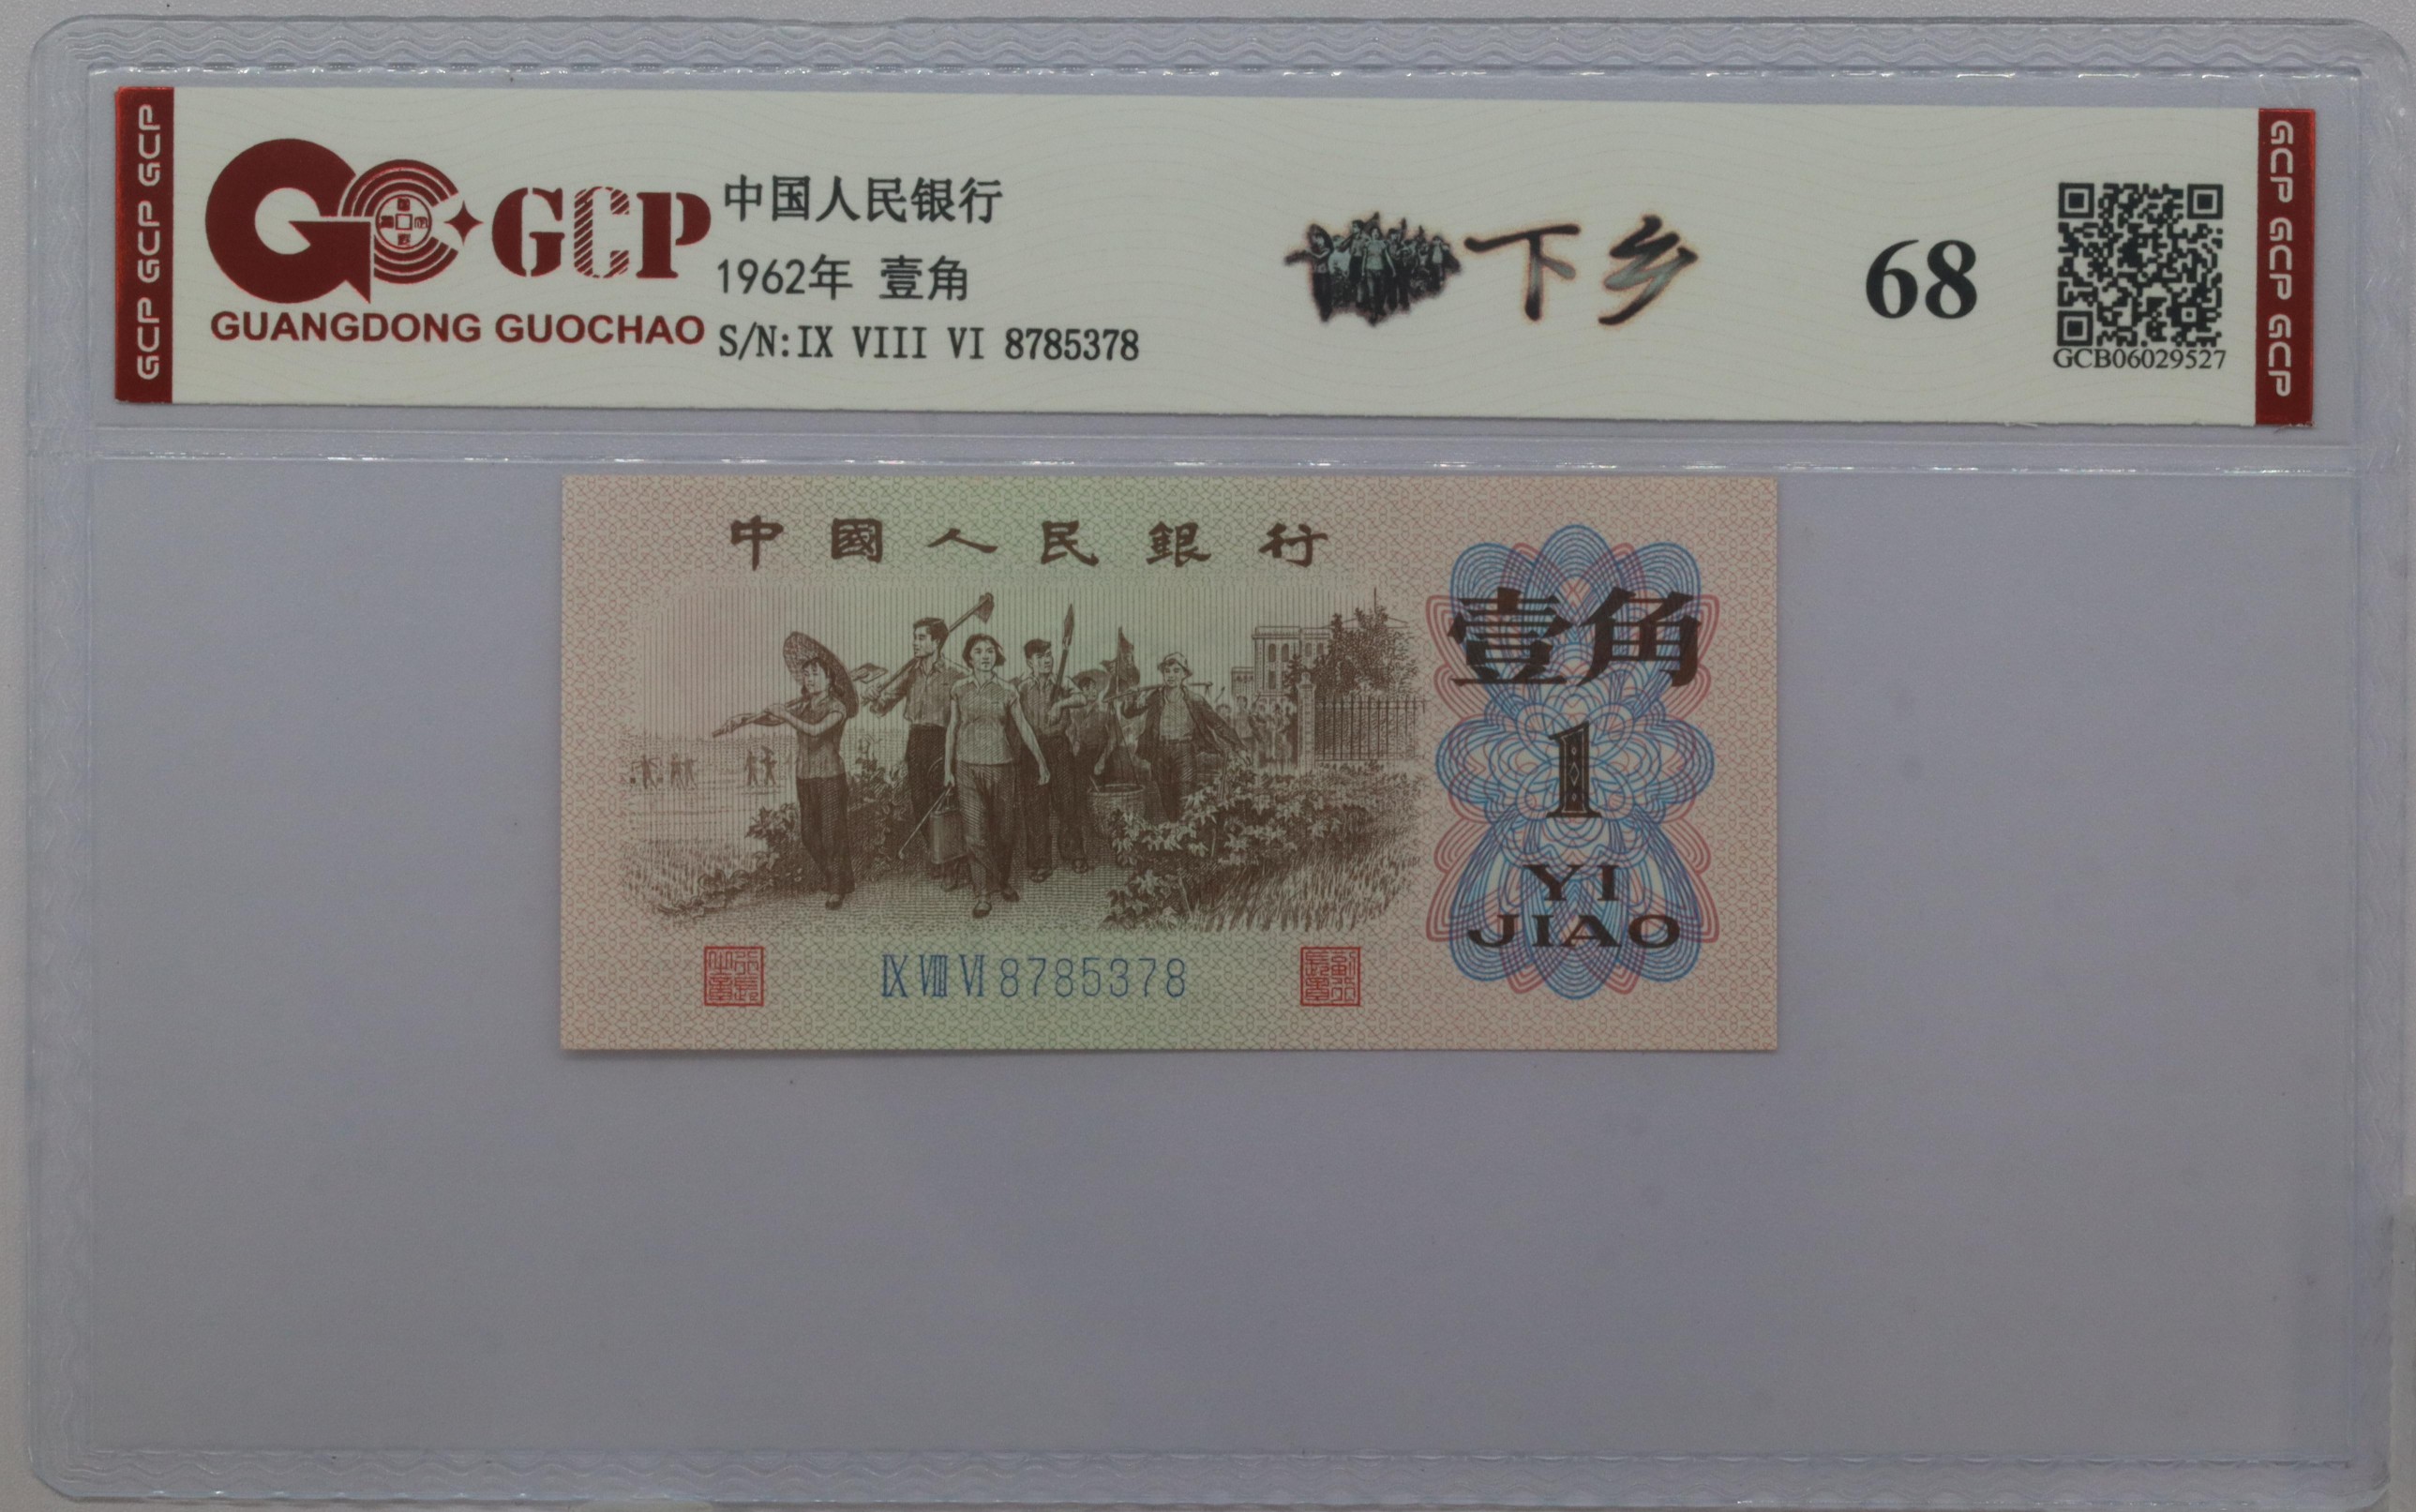 GCP GCP GCP
GCP
GUANGDONG GUOCHAO
中国人民银行
1962年 壹角
S/N:IX VIII VI 8785378
下乡
68
GCB06029527
GCP GCP GCP
中國人民銀行
壹角
1
YI
JIAO
IX VIII VI 8785378